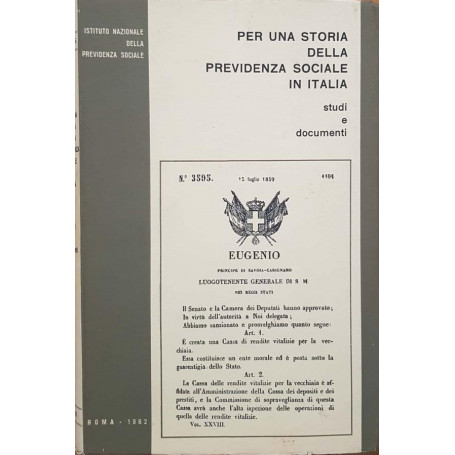 ISTITUTO NAZIONALE
DELLA
PREVIDENZA SOCIALE
PER UNA STORIA
DELLA
PREVIDENZA SOCIALE
IN ITALIA
studi
e
documenti
N.° 3595. 15 luglio 1859
EUGENIO
PRINCIPE DI SAVOIA-CARIGNANO
LUOGOTENENTE GENERALE DI S. M.
NEI REGII STATI
Il Senato e la Camera dei Deputati hanno approvato;
In virtù dell'autorità a Noi delegata;
Abbiamo sanzionato e promulghiamo quanto segue:
Art. 1.
È creata una Cassa di rendite vitalizie per la vec-
chiaia.
Essa costituisce un ente morale ed è posta sotto la
guarentigia dello Stato.
Art. 2.
La Cassa delle rendite vitalizie per la vecchiaia è af-
fidata all'Amministrazione della Cassa dei depositi e dei
prestiti, e la Commissione di sopraveglianza di questa
Cassa avrà anche l'alta ispezione delle operazioni di
quella delle rendite vitalizie.
Vol. XXVIII.
ROMA - 1962